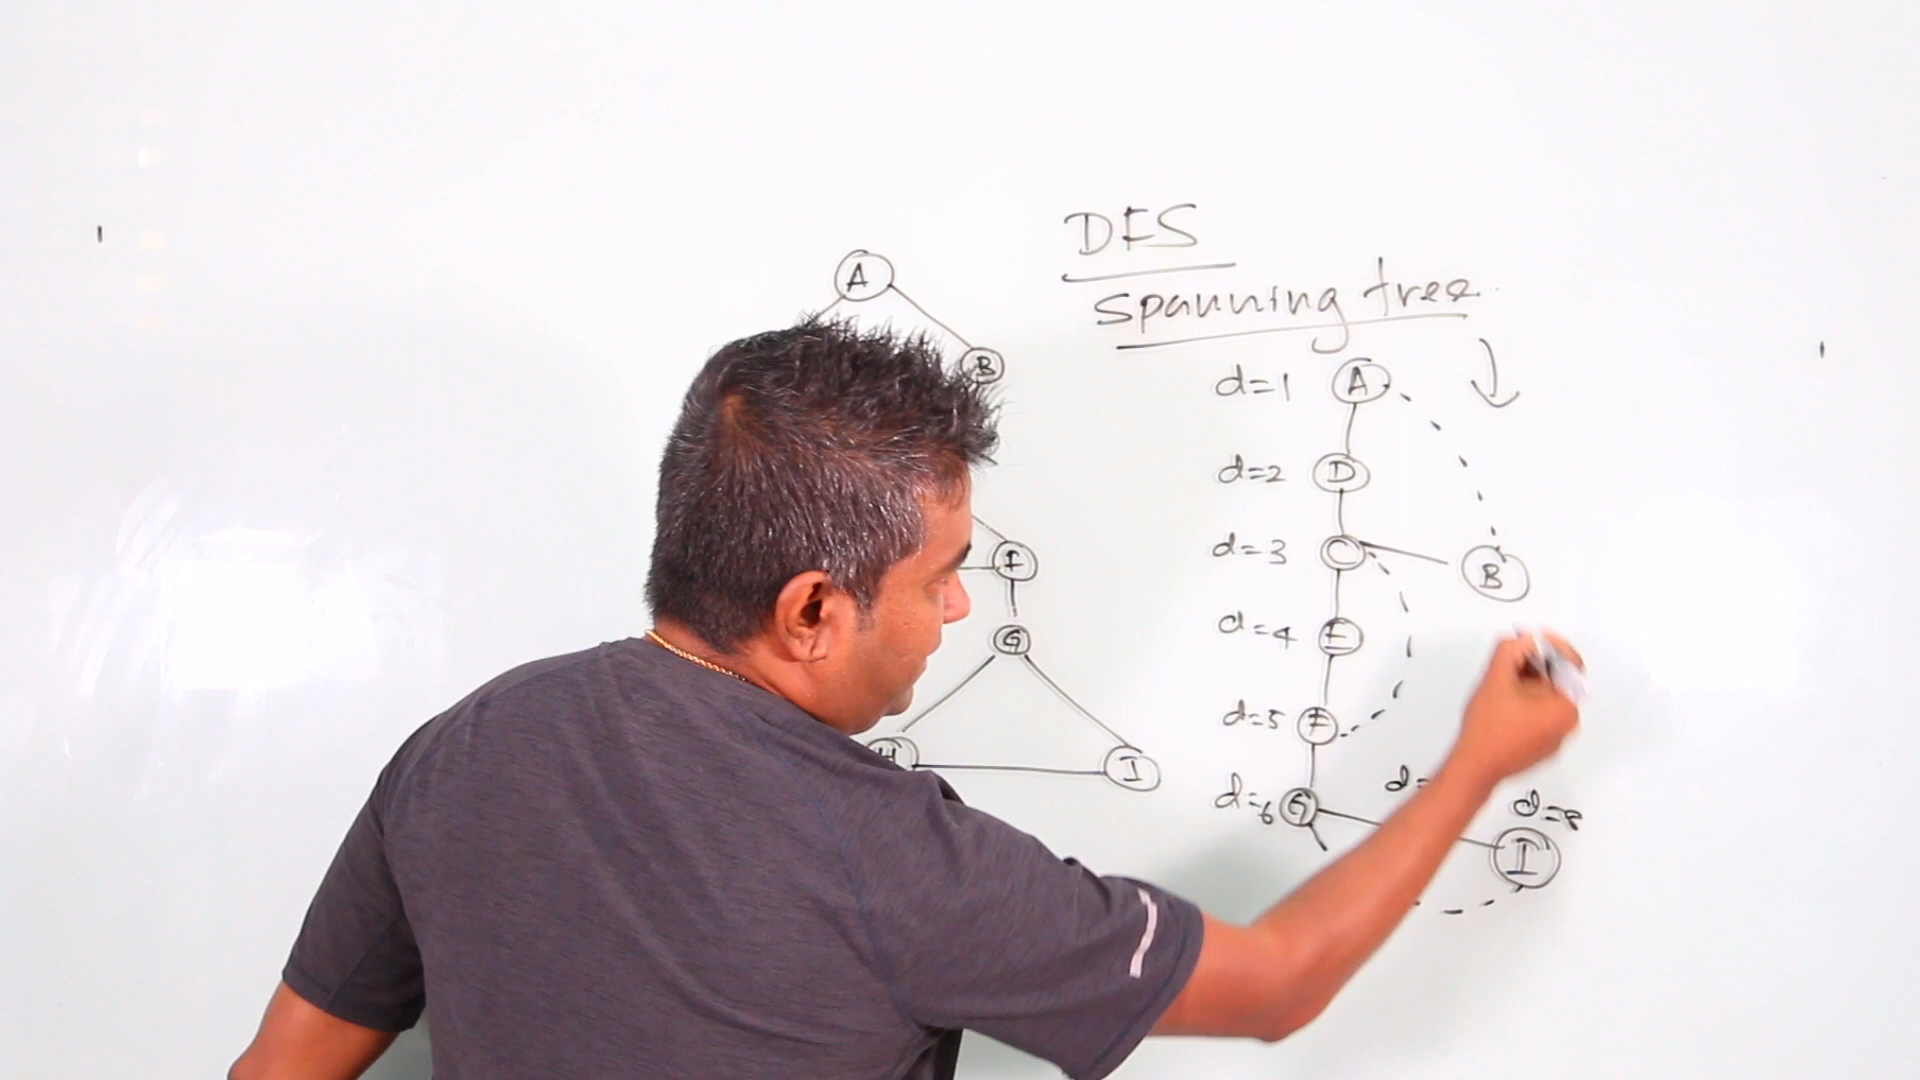 DFS
spanning tree
A
B
F
G
H
I
d=1 A
d=2 D
d=3 C
B
d=4 E
d=5 F
d=6 G
d=
d=8
I